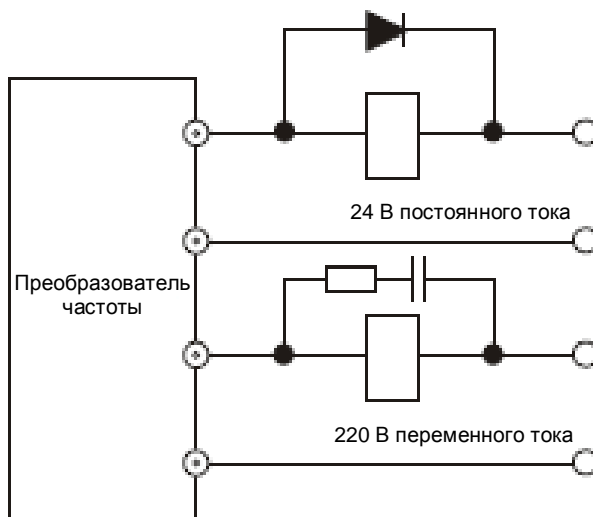 24 В постоянного тока
Преобразователь
частоты
220 В переменного тока